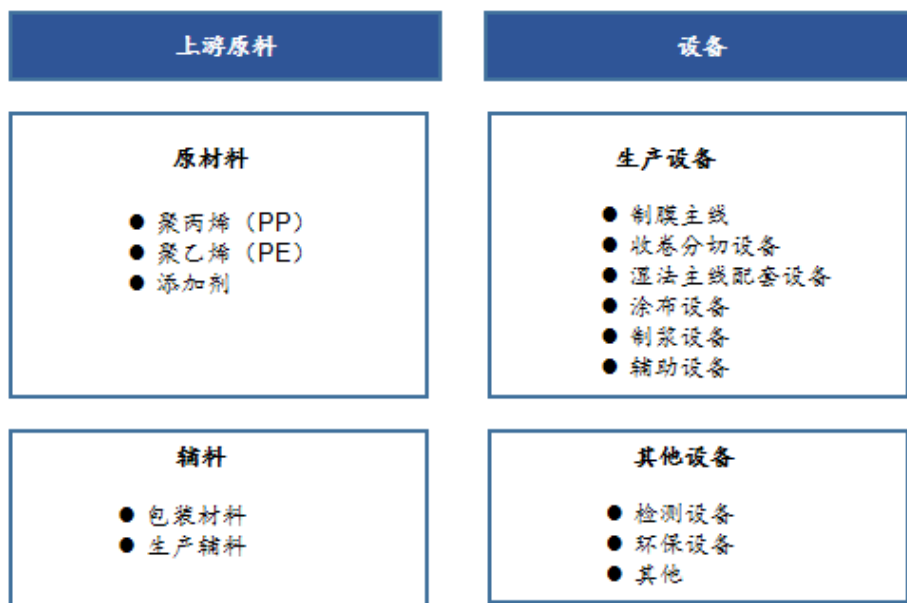 上游原料
设备
原材料
● 聚丙烯（PP）
● 聚乙烯（PE）
● 添加剂
生产设备
● 制膜主线
● 收卷分切设备
● 湿法主线配套设备
● 涂布设备
● 制浆设备
● 辅助设备
辅料
● 包装材料
● 生产辅料
其他设备
● 检测设备
● 环保设备
● 其他